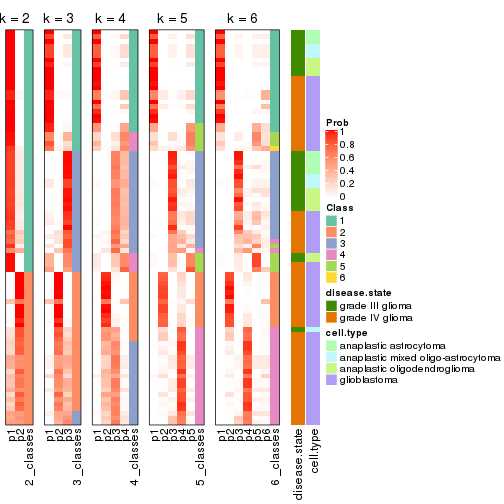 k = 2 k = 3 k = 4 k = 5 k = 6
Prob
1
0.8
0.6
0.4
0.2
0
Class
1
2
3
4
5
6
disease.state
grade III glioma
grade IV glioma
cell.type
anaplastic astrocytoma
anaplastic mixed oligo-astrocytoma
anaplastic oligodendroglioma
glioblastoma
p1
p2
2_classes
p1
p2
p3
3_classes
p1
p2
p3
p4
4_classes
p1
p2
p3
p4
p5
5_classes
p1
p2
p3
p4
p5
p6
6_classes
disease.state
cell.type